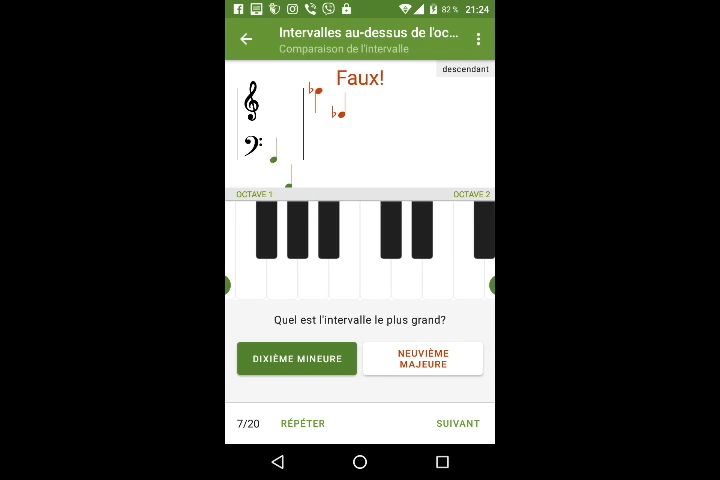 82 % 21:24
Intervalles au-dessus de l'oc...
Comparaison de l'intervalle
descendant
Faux!
OCTAVE 1 OCTAVE 2
Quel est l'intervalle le plus grand?
DIXIÈME MINEURE
NEUVIÈME
MAJEURE
7/20 RÉPÉTER SUIVANT